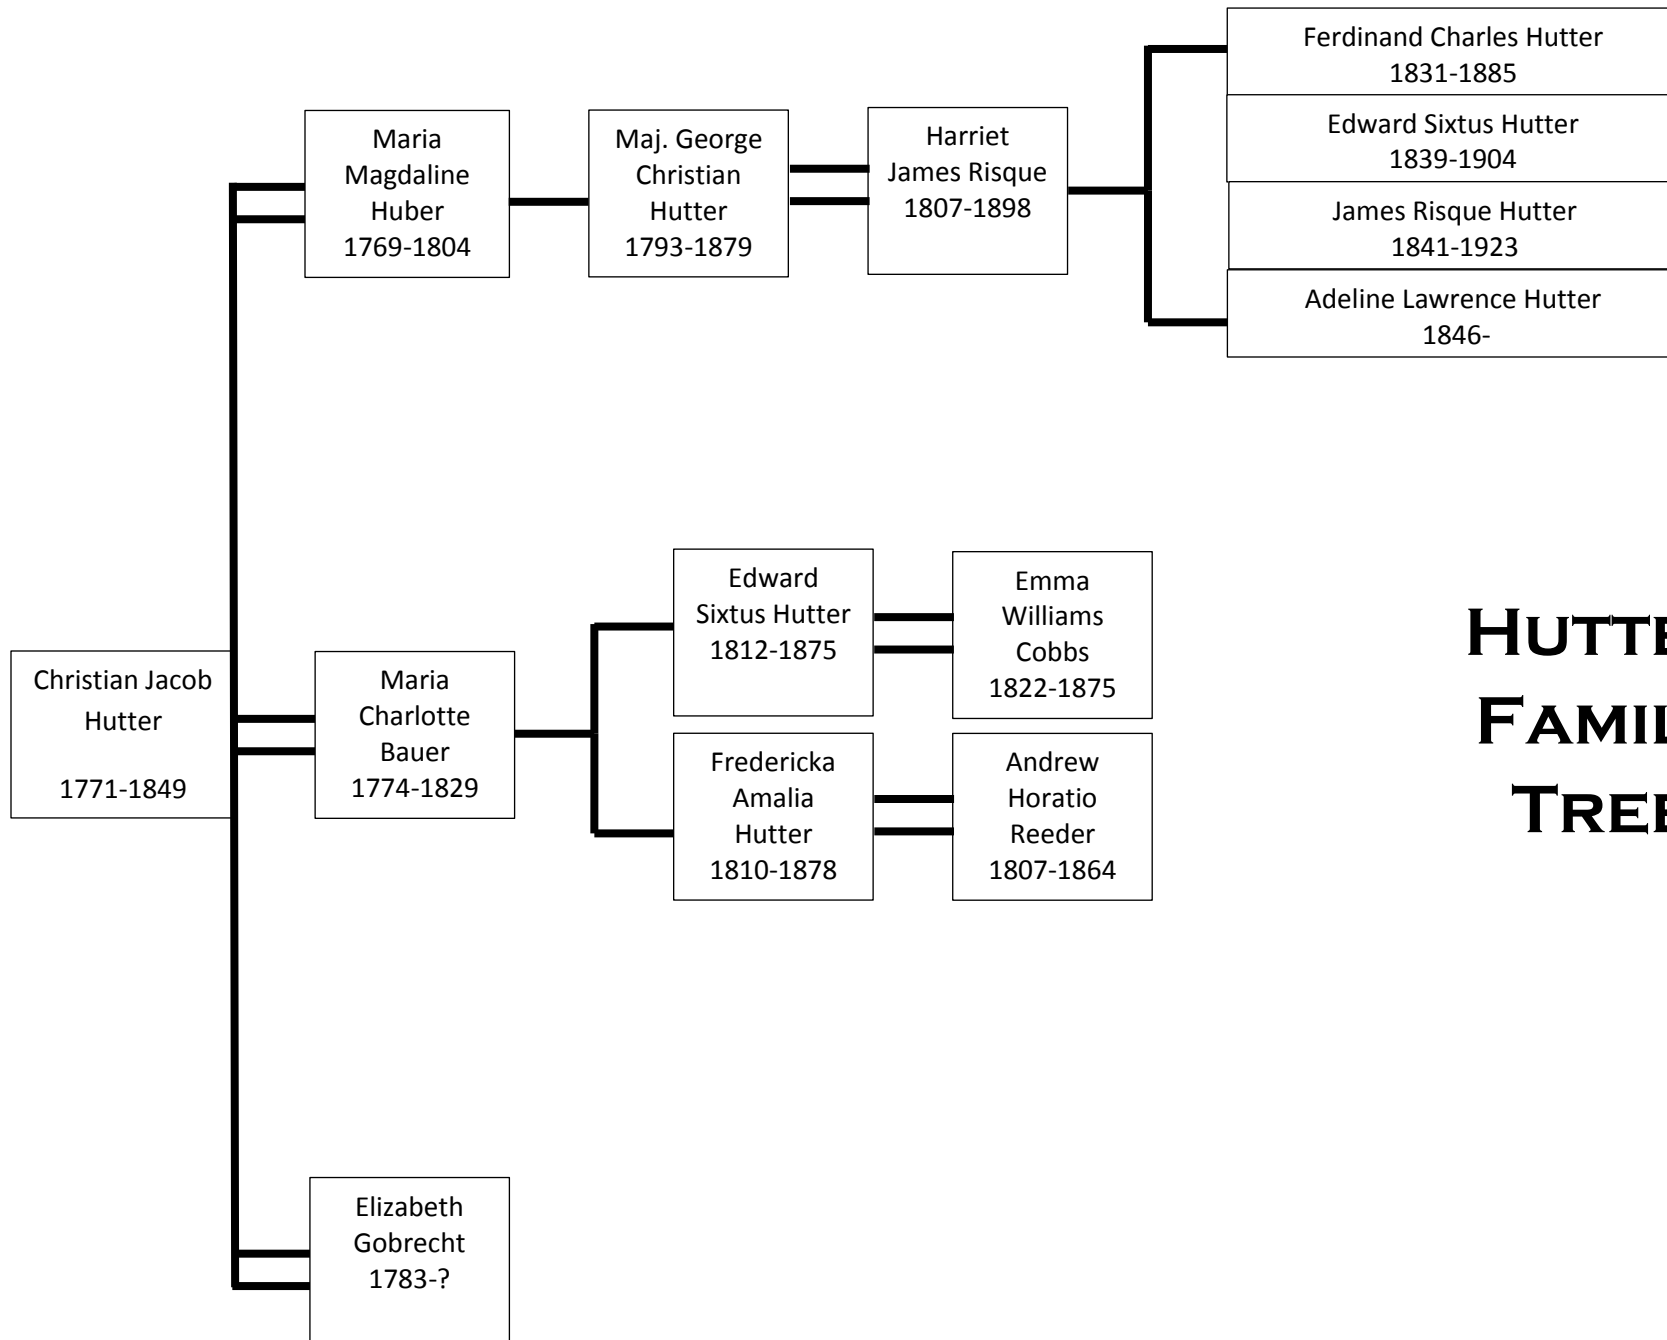 Ferdinand Charles Hutter
1831-1885
Edward Sixtus Hutter
1839-1904
James Risque Hutter
1841-1923
Adeline Lawrence Hutter
1846-
Maria
Magdaline
Huber
1769-1804
Maj. George
Christian
Hutter
1793-1879
Harriet
James Risque
1807-1898
Edward
Sixtus Hutter
1812-1875
Emma
Williams
Cobbs
1822-1875
Christian Jacob
Hutter
1771-1849
Maria
Charlotte
Bauer
1774-1829
Fredericka
Amalia
Hutter
1810-1878
Andrew
Horatio
Reeder
1807-1864
Elizabeth
Gobrecht
1783-?
HUTTE
FAMIL
TREE